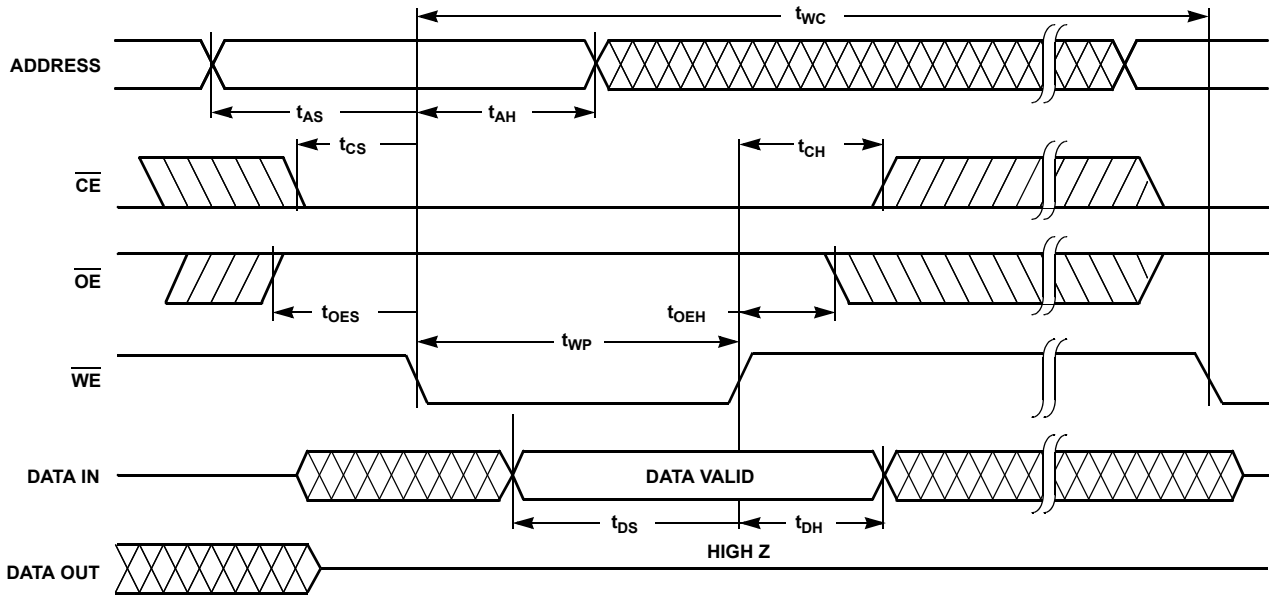 tWC
ADDRESS
tAS
tAH
tCS
tCH
CE
OE
tOES
tOEH
tWP
WE
DATA IN
DATA VALID
tDS
tDH
HIGH Z
DATA OUT